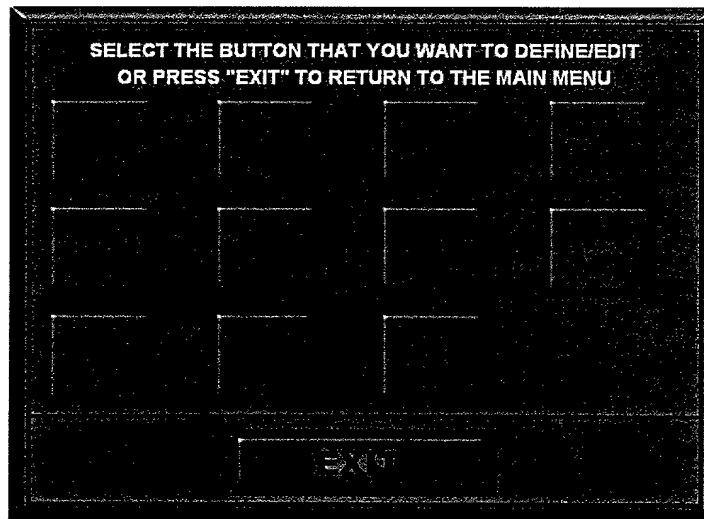 SELECT THE BUTTON THAT YOU WANT TO DEFINE/EDIT
OR PRESS "EXIT" TO RETURN TO THE MAIN MENU
EXIT